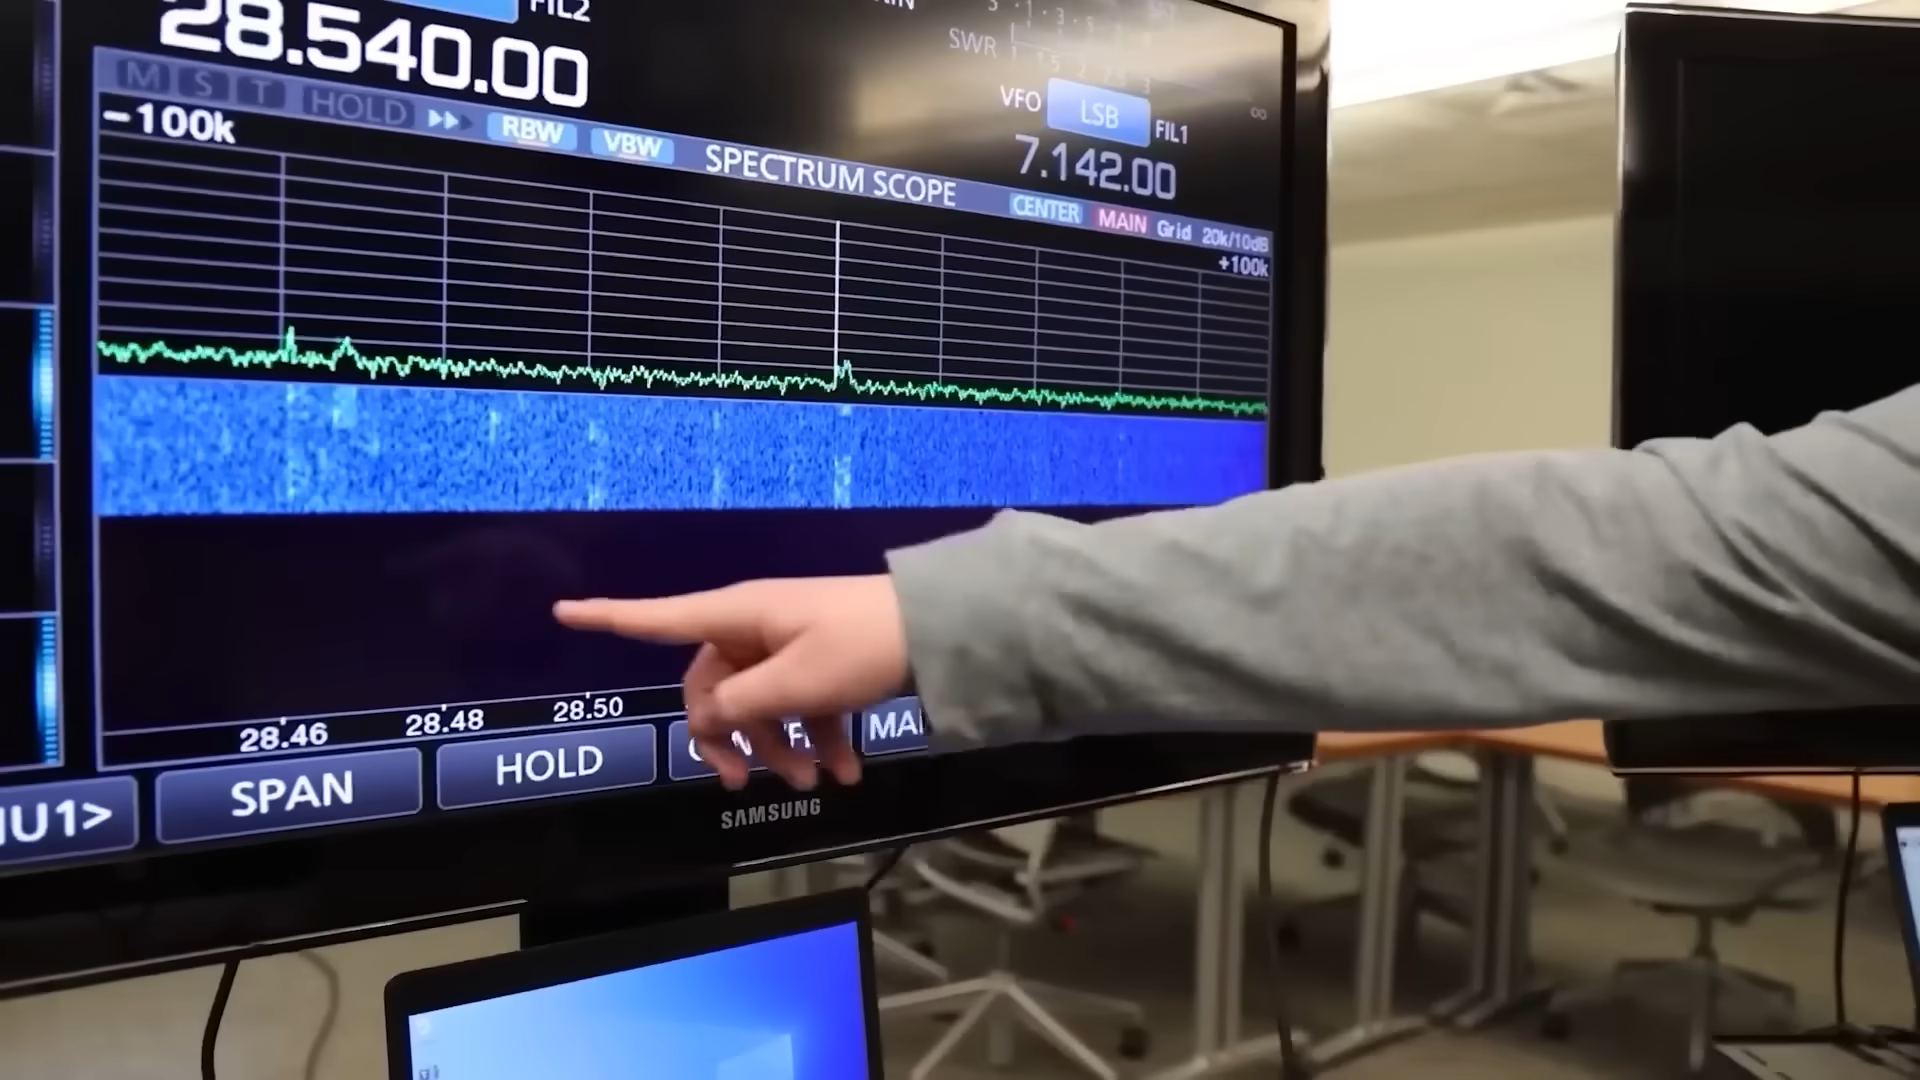 FIL2
28.540.00
SWR
VFO LSB FIL1
7.142.00
M S T HOLD RBW VBW SPECTRUM SCOPE CENTER MAIN Grid 20k/10dB
-100k +100k
28.46 28.48 28.50
SPAN HOLD
SAMSUNG